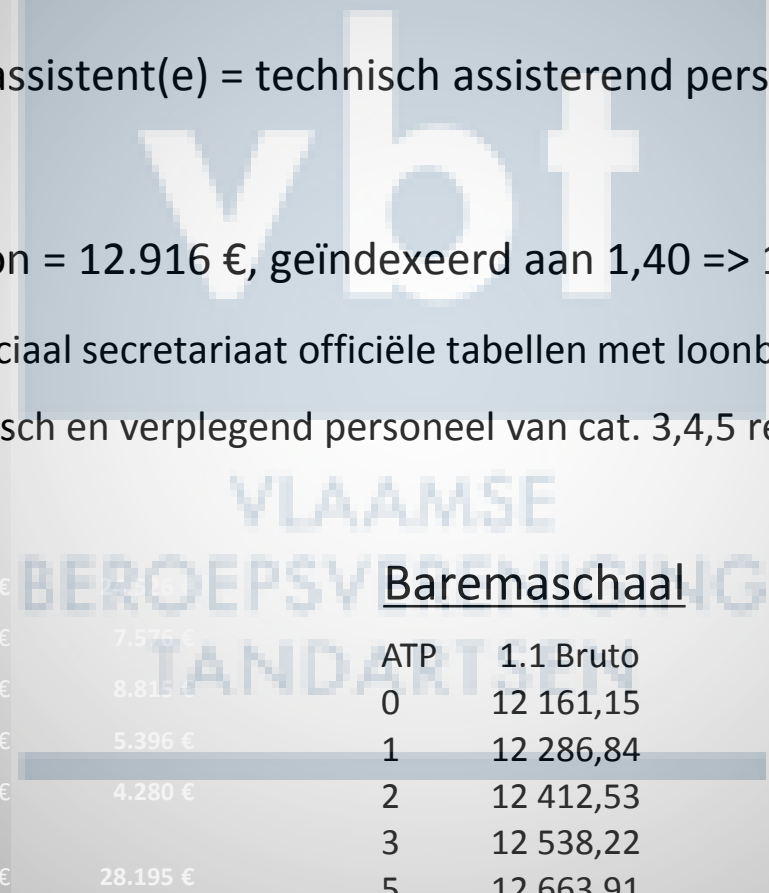 vbt
assistent(e) = technisch assisterend pers
on = 12.916 €, geïndexeerd aan 1,40 => 1
ciaal secretariaat officiële tabellen met loonb
sch en verplegend personeel van cat. 3,4,5 re
VLAAMSE
BEROEPSVERENIGING
TANDARTSEN
Baremaschaal
ATP 1.1 Bruto
0 12 161,15
1 12 286,84
2 12 412,53
3 12 538,22
5 12 663,91
€
€ 7.576 €
€ 8.815 €
€ 5.396 €
€ 4.280 €
€ 28.195 €